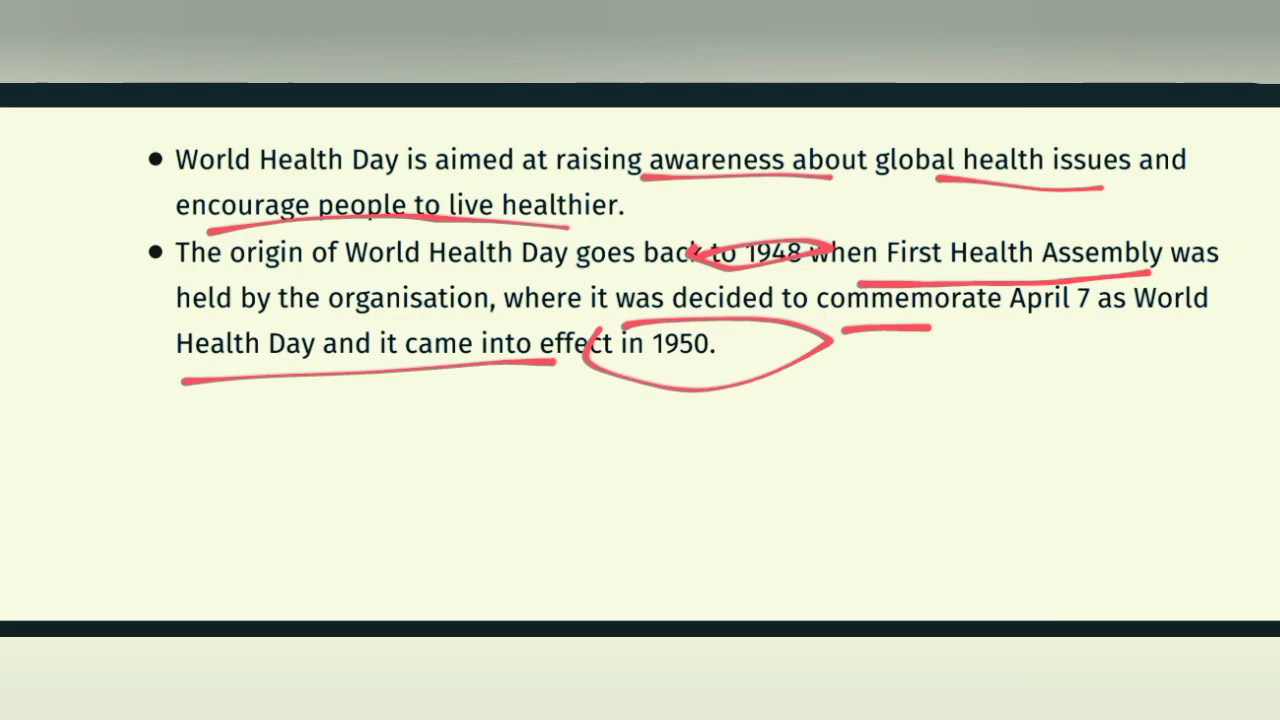 • World Health Day is aimed at raising awareness about global health issues and
encourage people to live healthier.
• The origin of World Health Day goes back to 1948 when First Health Assembly was
held by the organisation, where it was decided to commemorate April 7 as World
Health Day and it came into effect in 1950.